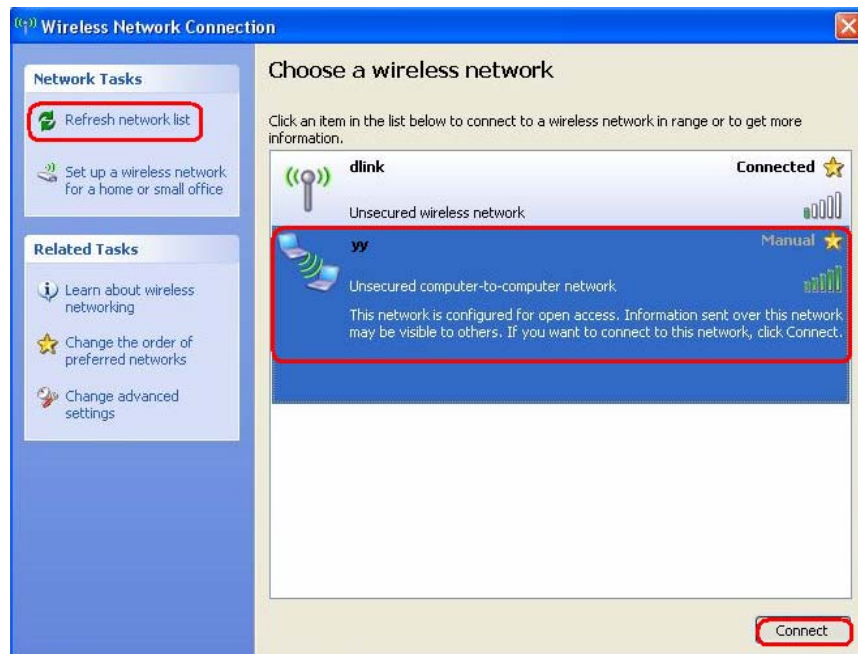 Wireless Network Connection
Network Tasks
Refresh network list
Set up a wireless network
for a home or small office
Related Tasks
Learn about wireless
networking
Change the order of
preferred networks
Change advanced
settings
Choose a wireless network
Click an item in the list below to connect to a wireless network in range or to get more
information.
dlink
Connected
Unsecured wireless network
yy
Manual
Unsecured computer-to-computer network
This network is configured for open access. Information sent over this network
may be visible to others. If you want to connect to this network, click Connect.
Connect